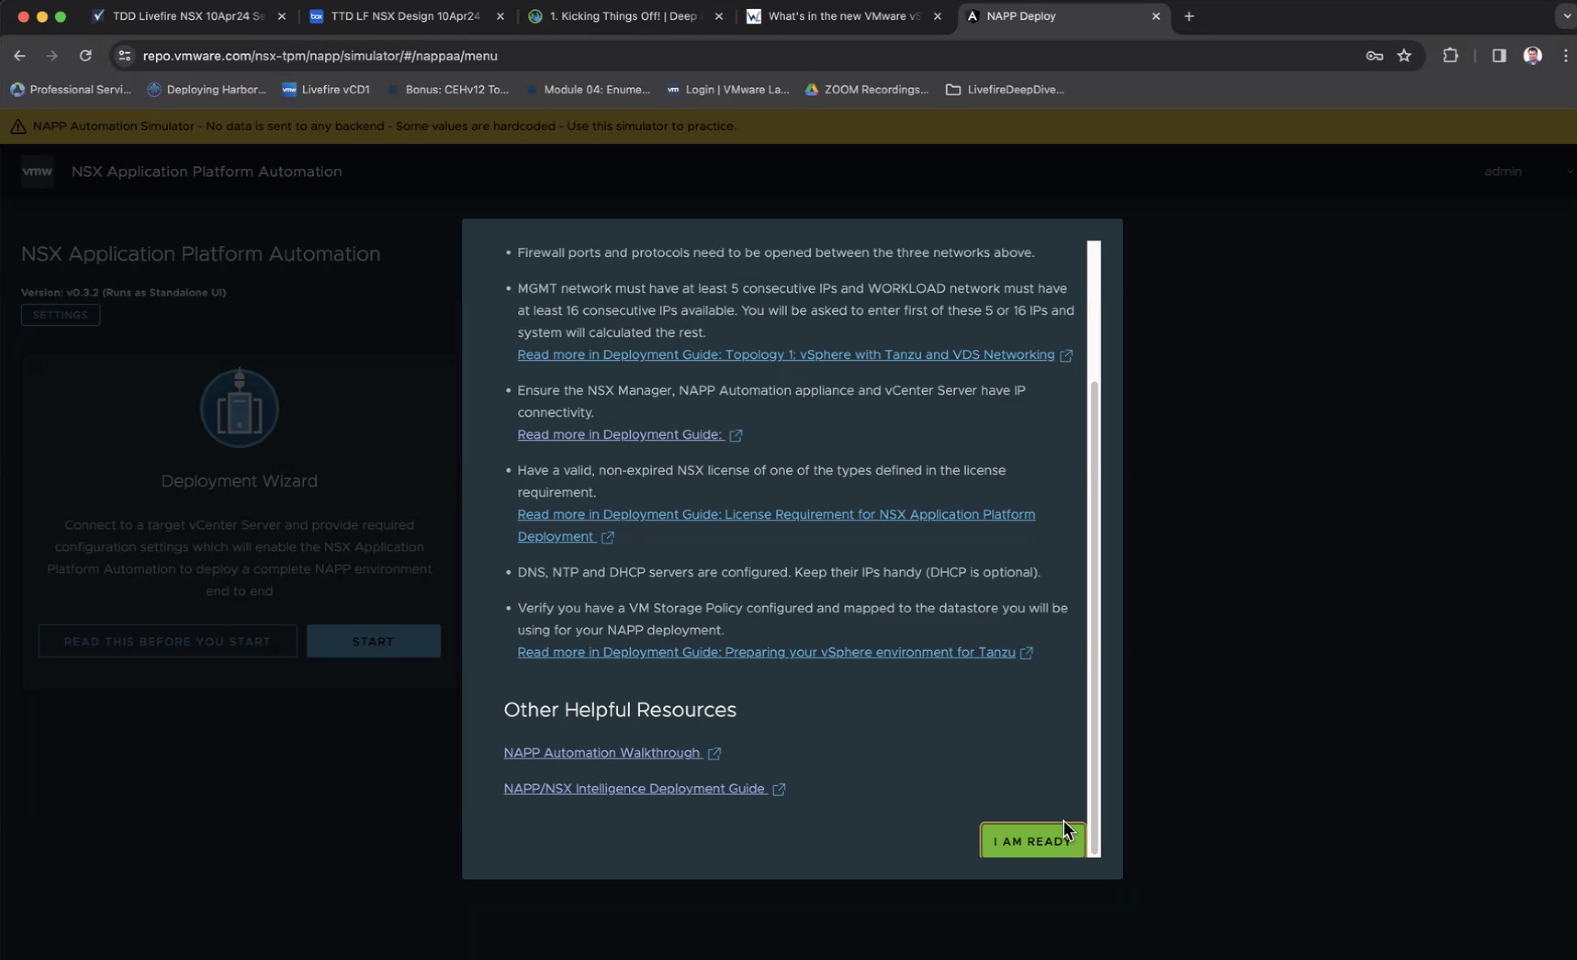 TDD Livefire NSX 10Apr24 Se
TTD LF NSX Design 10Apr24
1. Kicking Things Off! | Deep
What's in the new VMware vS
NAPP Deploy
repo.vmware.com/nsx-tpm/napp/simulator/#/nappaa/menu
Professional Servi...
Deploying Harbor...
Livefire vCD1
Bonus: CEHv12 To...
Module 04: Enume...
Login | VMware La...
ZOOM Recordings...
LivefireDeepDive...
NAPP Automation Simulator - No data is sent to any backend - Some values are hardcoded - Use this simulator to practice.
vmw
NSX Application Platform Automation
admin
NSX Application Platform Automation
Version: v0.3.2 (Runs as Standalone UI)
SETTINGS
Deployment Wizard
Connect to a target vCenter Server and provide required
configuration settings which will enable the NSX Application
Platform Automation to deploy a complete NAPP environment
end to end
READ THIS BEFORE YOU START
START
• Firewall ports and protocols need to be opened between the three networks above.
• MGMT network must have at least 5 consecutive IPs and WORKLOAD network must have
at least 16 consecutive IPs available. You will be asked to enter first of these 5 or 16 IPs and
system will calculated the rest.
Read more in Deployment Guide: Topology 1: vSphere with Tanzu and VDS Networking
• Ensure the NSX Manager, NAPP Automation appliance and vCenter Server have IP
connectivity.
Read more in Deployment Guide:
• Have a valid, non-expired NSX license of one of the types defined in the license
requirement.
Read more in Deployment Guide: License Requirement for NSX Application Platform
Deployment
• DNS, NTP and DHCP servers are configured. Keep their IPs handy (DHCP is optional).
• Verify you have a VM Storage Policy configured and mapped to the datastore you will be
using for your NAPP deployment.
Read more in Deployment Guide: Preparing your vSphere environment for Tanzu
Other Helpful Resources
NAPP Automation Walkthrough
NAPP/NSX Intelligence Deployment Guide
I AM READY